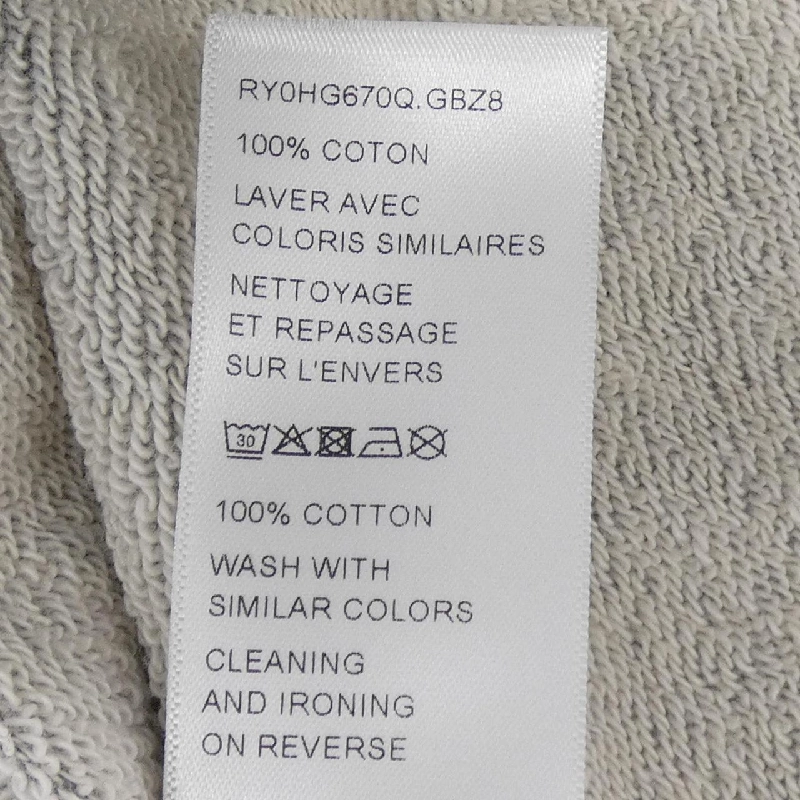 RY0HG670Q.GBZ8
100% COTON
LAVER AVEC
COLORIS SIMILAIRES
NETTOYAGE
ET REPASSAGE
SUR L'ENVERS
30
100% COTTON
WASH WITH
SIMILAR COLORS
CLEANING
AND IRONING
ON REVERSE